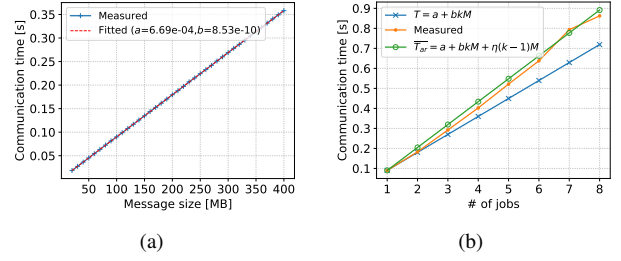 Communication time [s]
0.35
0.30
0.25
0.20
0.15
0.10
0.05
50 100 150 200 250 300 350 400
Message size [MB]
Measured
Fitted (a=6.69e-04,b=8.53e-10)
(a)
Communication time [s]
0.9
0.8
0.7
0.6
0.5
0.4
0.3
0.2
0.1
1 2 3 4 5 6 7 8
# of jobs
T = a + bkM
Measured
T̅a̅r̅ = a + bkM + η(k − 1)M
(b)